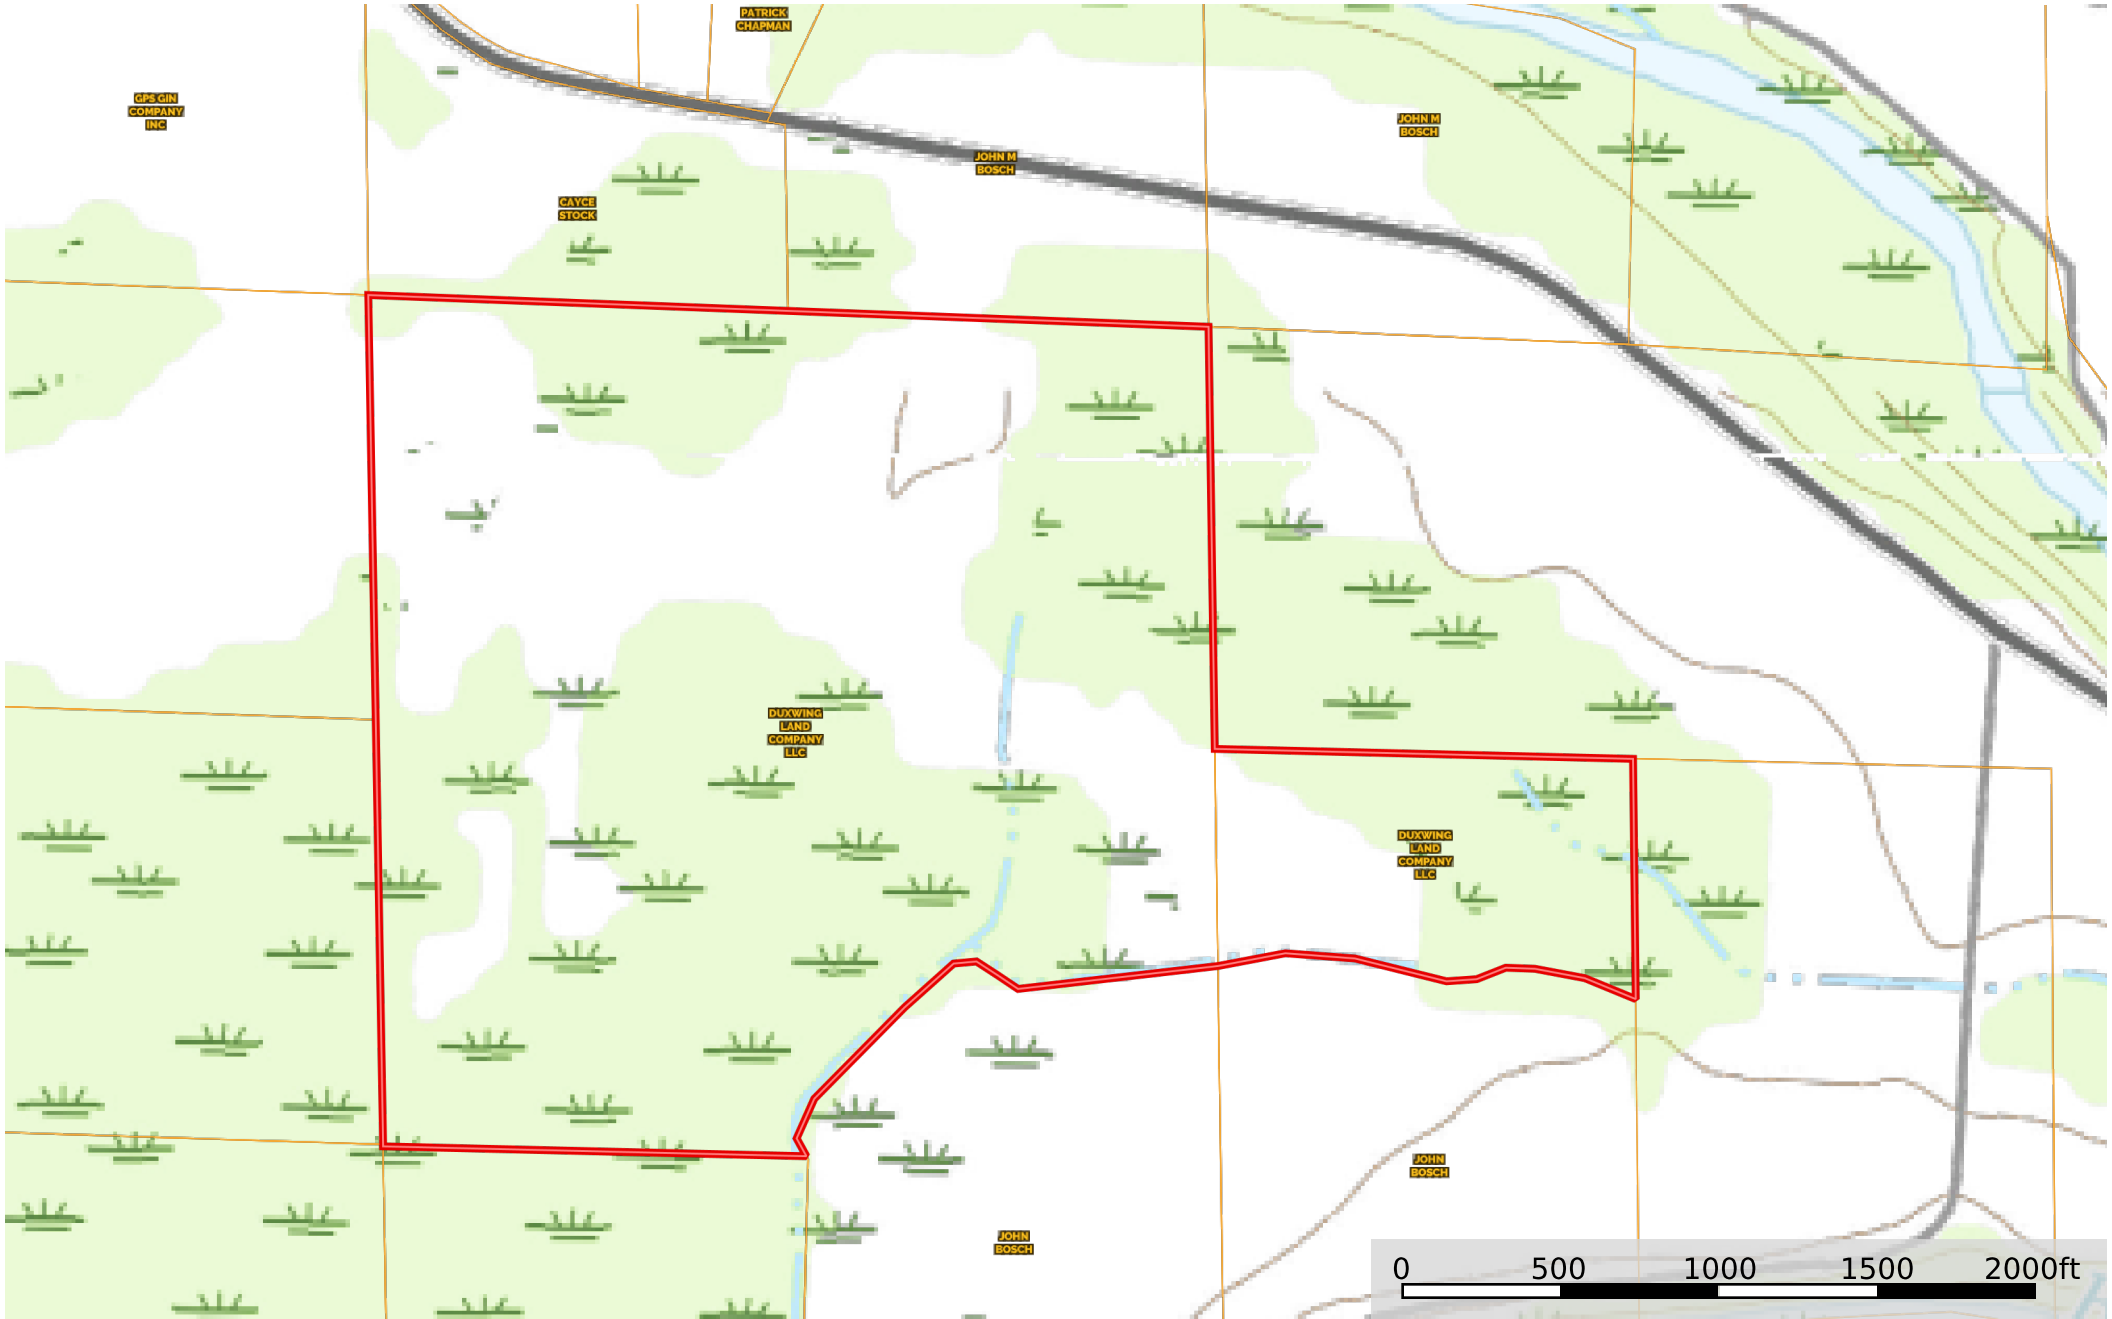 PATRICK
CHAPMAN
GPS GIN
COMPANY
INC
JOHN M
BOSCH
JOHN M
BOSCH
CAYCE
STOCK
DUXWING
LAND
COMPANY
LLC
DUXWING
LAND
COMPANY
LLC
JOHN
BOSCH
JOHN
BOSCH
0 500 1000 1500 2000ft